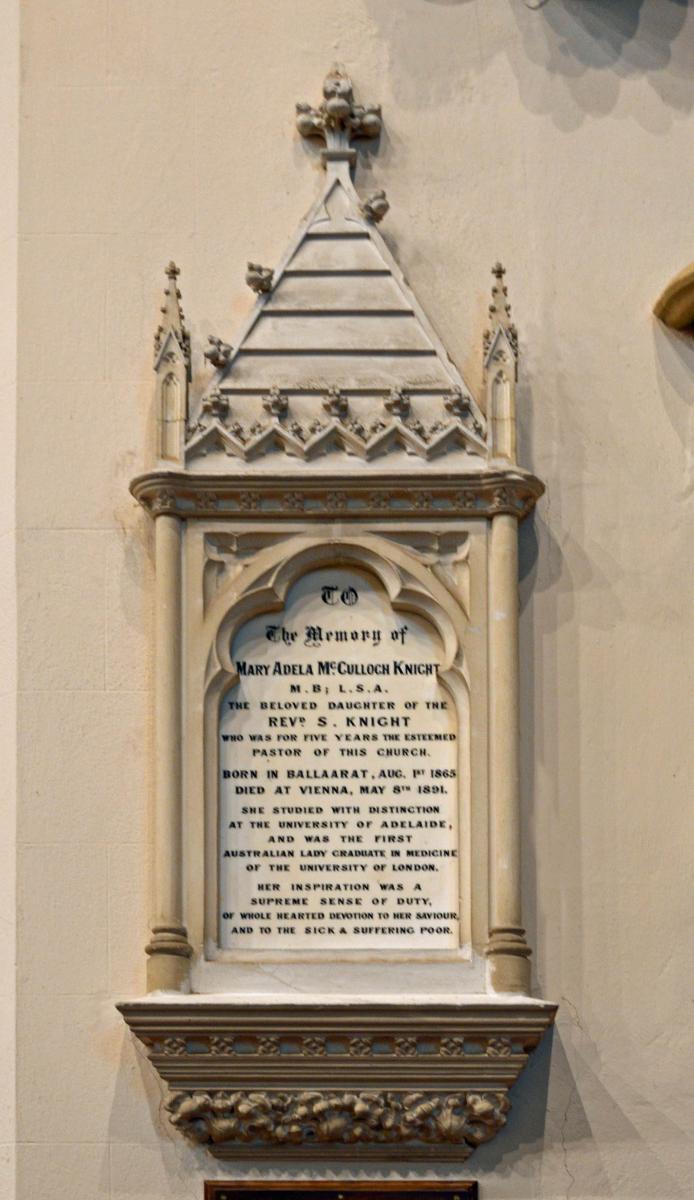 TO
The Memory of
MARY ADELA McCULLOCH KNIGHT
M.B; L.S.A.
THE BELOVED DAUGHTER OF THE
REVD S. KNIGHT
WHO WAS FOR FIVE YEARS THE ESTEEMED
PASTOR OF THIS CHURCH.
BORN IN BALLAARAT, AUG. 1ST 1865
DIED AT VIENNA, MAY 8TH 1891.
SHE STUDIED WITH DISTINCTION
AT THE UNIVERSITY OF ADELAIDE,
AND WAS THE FIRST
AUSTRALIAN LADY GRADUATE IN MEDICINE
OF THE UNIVERSITY OF LONDON.
HER INSPIRATION WAS A
SUPREME SENSE OF DUTY,
OF WHOLE HEARTED DEVOTION TO HER SAVIOUR,
AND TO THE SICK & SUFFERING POOR.